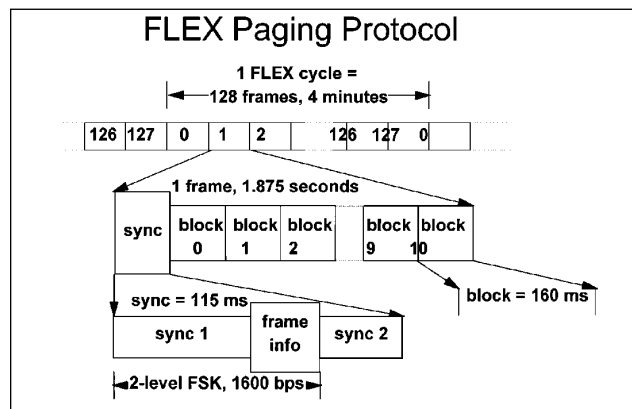 FLEX Paging Protocol
1 FLEX cycle =
128 frames, 4 minutes
126 127 0 1 2 126 127 0
1 frame, 1.875 seconds
sync
block 0
block 1
block 2
block 9
block 10
sync = 115 ms
block = 160 ms
sync 1
frame info
sync 2
2-level FSK, 1600 bps